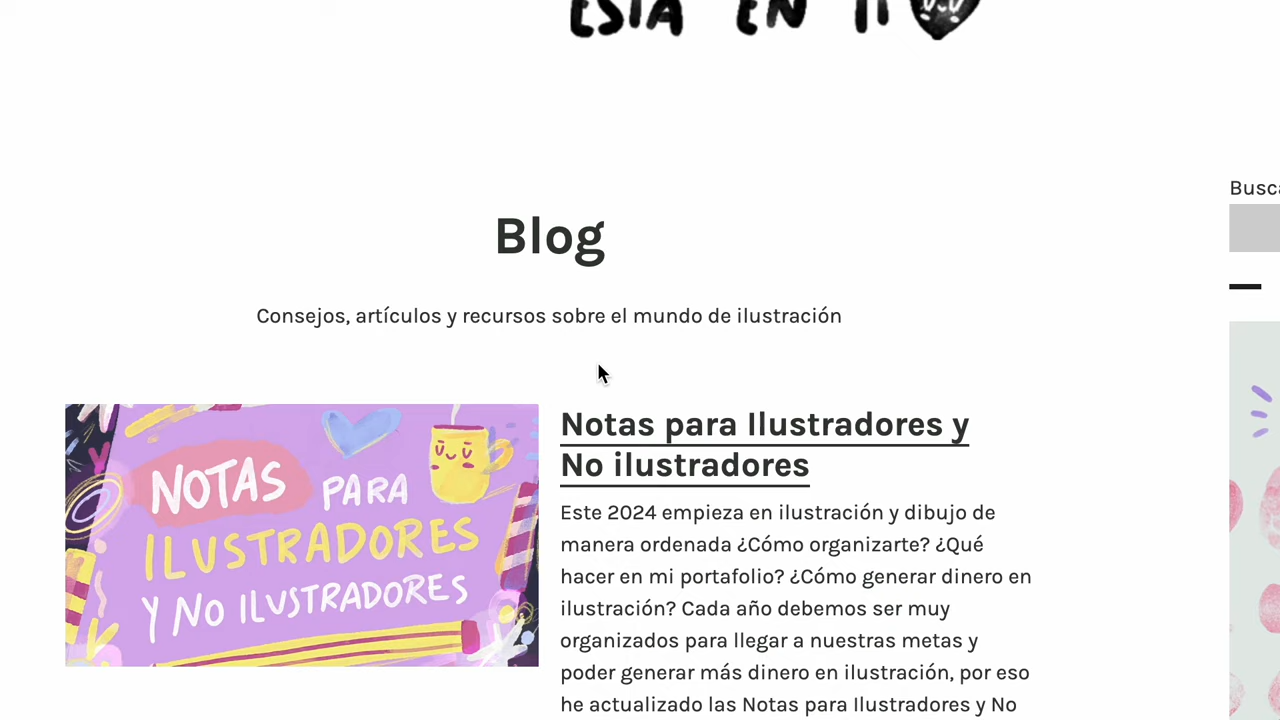 ESTÁ EN TI
Blog
Consejos, artículos y recursos sobre el mundo de ilustración
NOTAS PARA
ILUSTRADORES
Y NO ILUSTRADORES
Notas para Ilustradores y
No ilustradores
Este 2024 empieza en ilustración y dibujo de
manera ordenada ¿Cómo organizarte? ¿Qué
hacer en mi portafolio? ¿Cómo generar dinero en
ilustración? Cada año debemos ser muy
organizados para llegar a nuestras metas y
poder generar más dinero en ilustración, por eso
he actualizado las Notas para Ilustradores y No